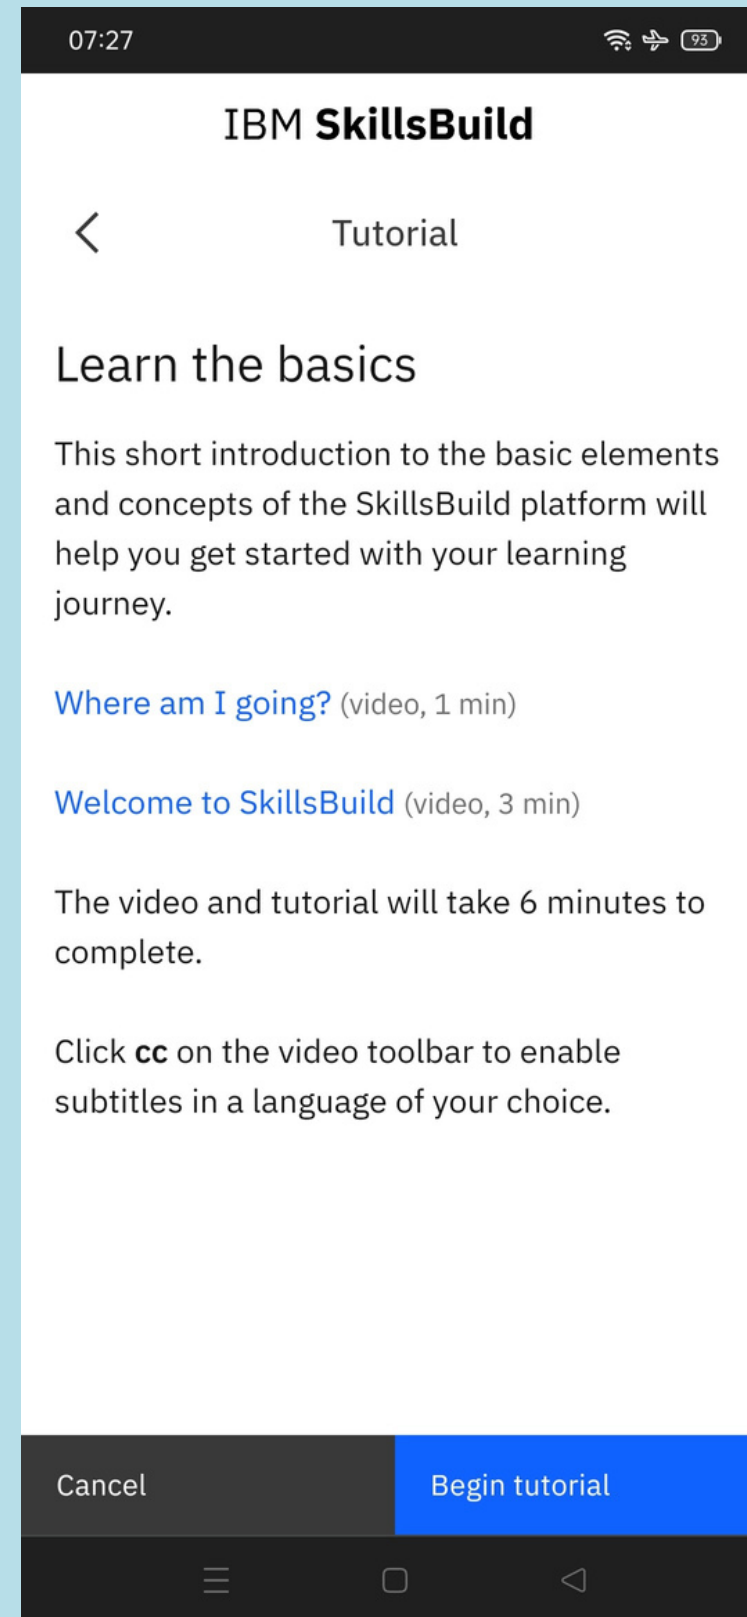 07:27
93
IBM SkillsBuild
Tutorial
Learn the basics
This short introduction to the basic elements
and concepts of the SkillsBuild platform will
help you get started with your learning
journey.
Where am I going? (video, 1 min)
Welcome to SkillsBuild (video, 3 min)
The video and tutorial will take 6 minutes to
complete.
Click cc on the video toolbar to enable
subtitles in a language of your choice.
Cancel
Begin tutorial